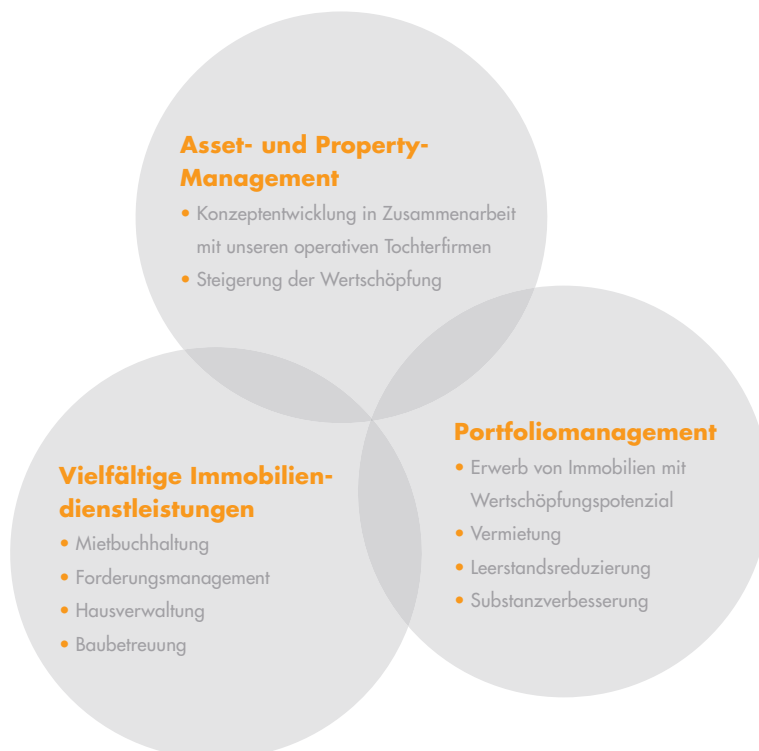 Asset- und Property-
Management
• Konzeptentwicklung in Zusammenarbeit
mit unseren operativen Tochterfirmen
• Steigerung der Wertschöpfung
Vielfältige Immobilien-
dienstleistungen
• Mietbuchhaltung
• Forderungsmanagement
• Hausverwaltung
• Baubetreuung
Portfoliomanagement
• Erwerb von Immobilien mit
Wertschöpfungspotenzial
• Vermietung
• Leerstandsreduzierung
• Substanzverbesserung